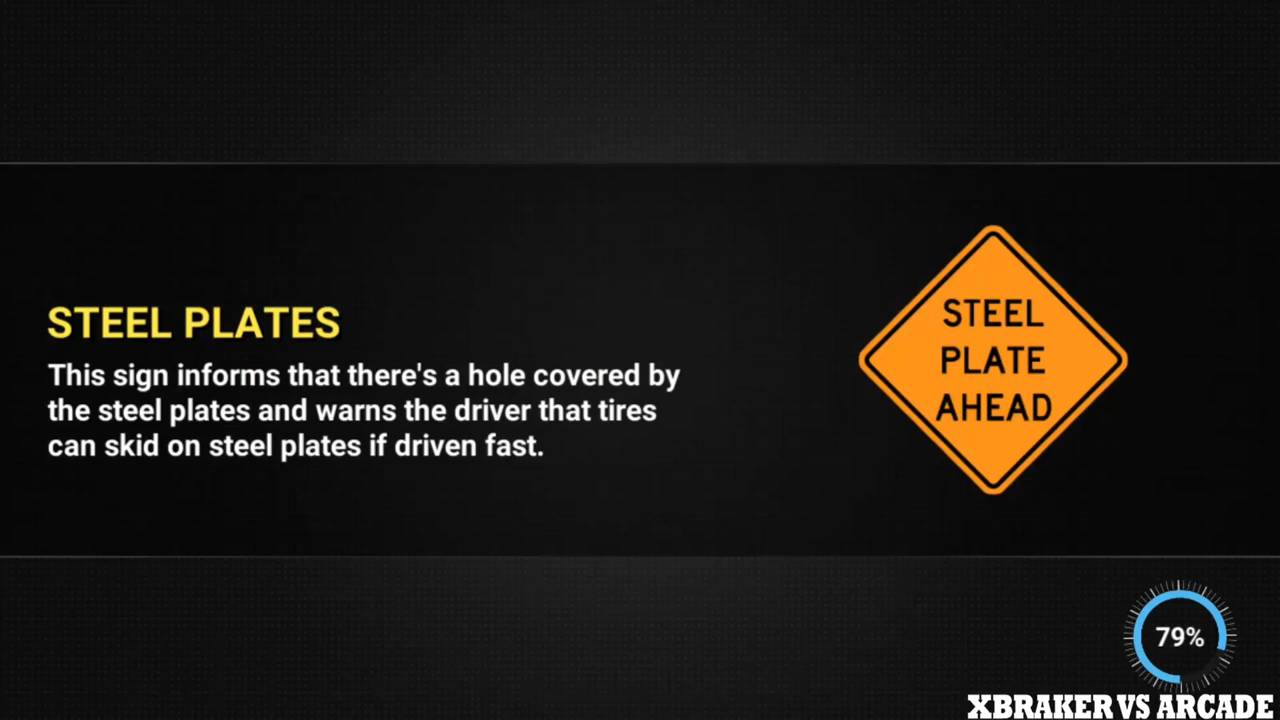 STEEL PLATES
This sign informs that there's a hole covered by
the steel plates and warns the driver that tires
can skid on steel plates if driven fast.
STEEL
PLATE
AHEAD
79%
XBRAKER VS ARCADE